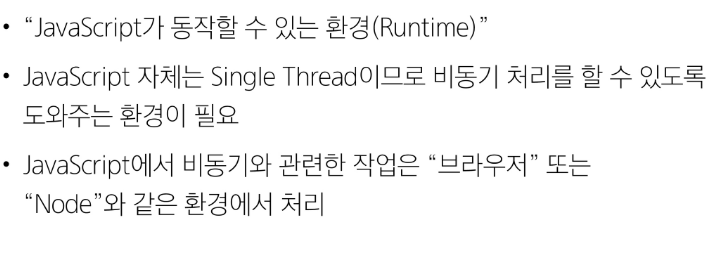 • “JavaScript가 동작할 수 있는 환경(Runtime)”
• JavaScript 자체는 Single Thread이므로 비동기 처리를 할 수 있도록
도와주는 환경이 필요
• JavaScript에서 비동기와 관련한 작업은 “브라우저” 또는
“Node”와 같은 환경에서 처리